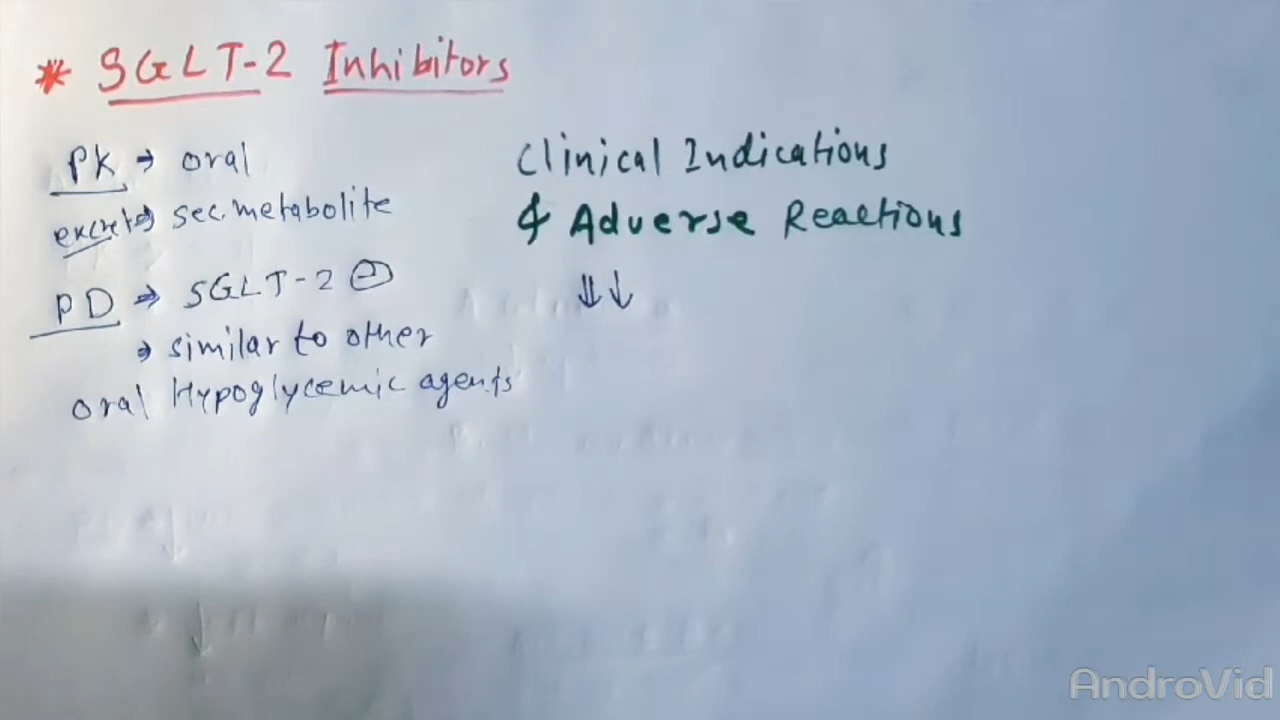 * SGLT-2 Inhibitors
PK → oral
excret → sec. metabolite
PD → SGLT-2 ⊖
→ similar to other
oral Hypoglycemic agents
Clinical Indications
& Adverse Reactions
⇓↓
AndroVid